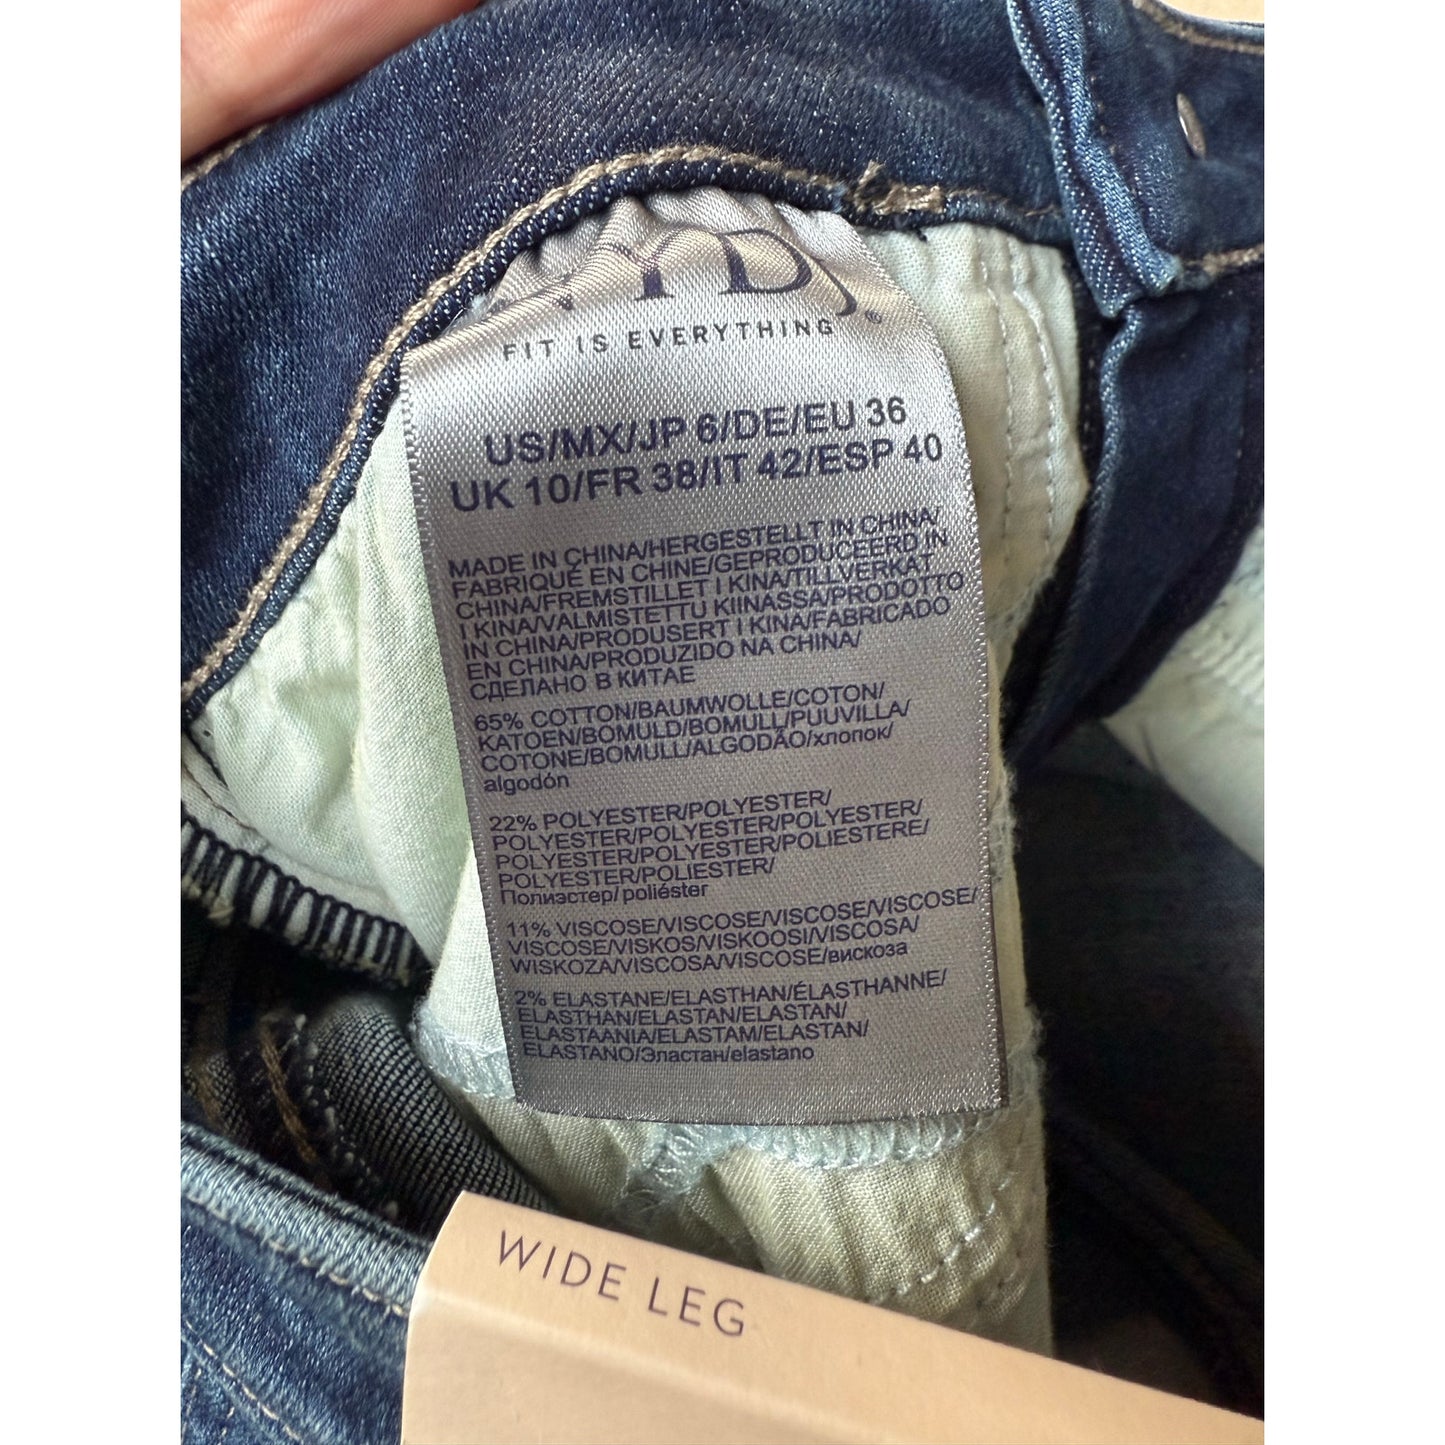 NYDJ®
FIT IS EVERYTHING
US/MX/JP 6/DE/EU 36
UK 10/FR 38/IT 42/ESP 40
MADE IN CHINA/HERGESTELLT IN CHINA/
FABRIQUÉ EN CHINE/GEPRODUCEERD IN
CHINA/FREMSTILLET I KINA/TILLVERKAT
I KINA/VALMISTETTU KIINASSA/PRODOTTO
IN CHINA/PRODUSERT I KINA/FABRICADO
EN CHINA/PRODUZIDO NA CHINA/
СДЕЛАНО В КИТАЕ
65% COTTON/BAUMWOLLE/COTON/
KATOEN/BOMULD/BOMULL/PUUVILLA/
COTONE/BOMULL/ALGODÃO/хлопок/
algodón
22% POLYESTER/POLYESTER/
POLYESTER/POLYESTER/POLYESTER/
POLYESTER/POLYESTER/POLIESTERE/
POLYESTER/POLIESTER/
Полиэстер/ poliéster
11% VISCOSE/VISCOSE/VISCOSE/VISCOSE/
VISCOSE/VISKOS/VISKOOSI/VISCOSA/
WISKOZA/VISCOSA/VISCOSE/вискоза
2% ELASTANE/ELASTHAN/ÉLASTHANNE/
ELASTHAN/ELASTAN/ELASTAN/
ELASTAANIA/ELASTAM/ELASTAN/
ELASTANO/Эластан/elastano
WIDE LEG